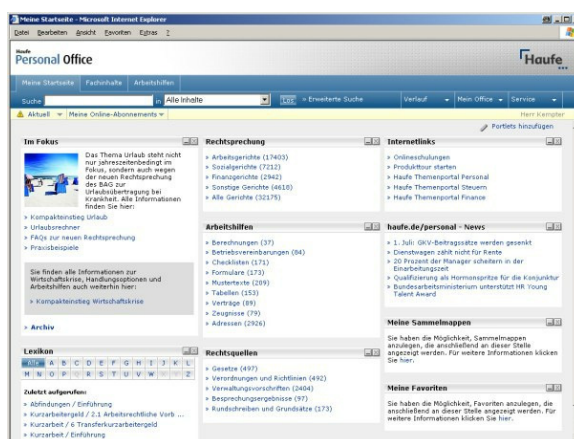 Meine Startseite - Microsoft Internet Explorer
Datei Bearbeiten Ansicht Favoriten Extras ?
Haufe
Personal Office
Haufe
Meine Startseite Fachinhalte Arbeitshilfen
Suche in Alle Inhalte Los » Erweiterte Suche Verlauf Mein Office Service
Aktuell Meine Online-Abonnements Herr Kempter
Portlets hinzufügen
Im Fokus
Das Thema Urlaub steht nicht
nur jahreszeitenbedingt im
Fokus, sondern auch wegen
der neuen Rechtsprechung
des BAG zur
Urlaubsübertragung bei
Krankheit. Alle Informationen
finden Sie hier:
» Kompakteinstieg Urlaub
» Urlaubsrechner
» FAQs zur neuen Rechtsprechung
» Praxisbeispiele
Sie finden alle Informationen zur
Wirtschaftskrise, Handlungsoptionen und
Arbeitshilfen auch weiterhin hier:
» Kompakteinstieg Wirtschaftskrise
» Archiv
Lexikon
Alle A B C D E F G H I J K L
M N O P Q R S T U V W X Y Z
Zuletzt aufgerufen:
» Abfindungen / Einführung
» Kurzarbeitergeld / 2.1 Arbeitsrechtliche Vorb ...
» Kurzarbeit / 6 Transferkurzarbeitergeld
» Kurzarbeit / Einführung
Rechtsprechung
» Arbeitsgerichte (17403)
» Sozialgerichte (7212)
» Finanzgerichte (2942)
» Sonstige Gerichte (4618)
» Alle Gerichte (32175)
Arbeitshilfen
» Berechnungen (37)
» Betriebsvereinbarungen (84)
» Checklisten (171)
» Formulare (173)
» Mustertexte (209)
» Tabellen (153)
» Verträge (89)
» Zeugnisse (79)
» Adressen (2926)
Rechtsquellen
» Gesetze (497)
» Verordnungen und Richtlinien (492)
» Verwaltungsvorschriften (2404)
» Besprechungsergebnisse (97)
» Rundschreiben und Grundsätze (173)
Internetlinks
» Onlineschulungen
» Produkttour starten
» Haufe Themenportal Personal
» Haufe Themenportal Steuern
» Haufe Themenportal Finance
haufe.de/personal - News
» 1. Juli: GKV-Beitragssätze werden gesenkt
» Dienstwagen zählt nicht für Rente
» 20 Prozent der Manager scheitern in der
Einarbeitungszeit
» Qualifizierung als Hormonspritze für die Konjunktur
» Bundesarbeitsministerium unterstützt HR Young
Talent Award
Meine Sammelmappen
Sie haben die Möglichkeit, Sammelmappen
anzulegen, die anschließend an dieser Stelle
angezeigt werden. Für weitere Informationen klicken
Sie hier.
Meine Favoriten
Sie haben die Möglichkeit, Favoriten anzulegen, die
anschließend an dieser Stelle angezeigt werden. Für
weitere Informationen klicken Sie hier.